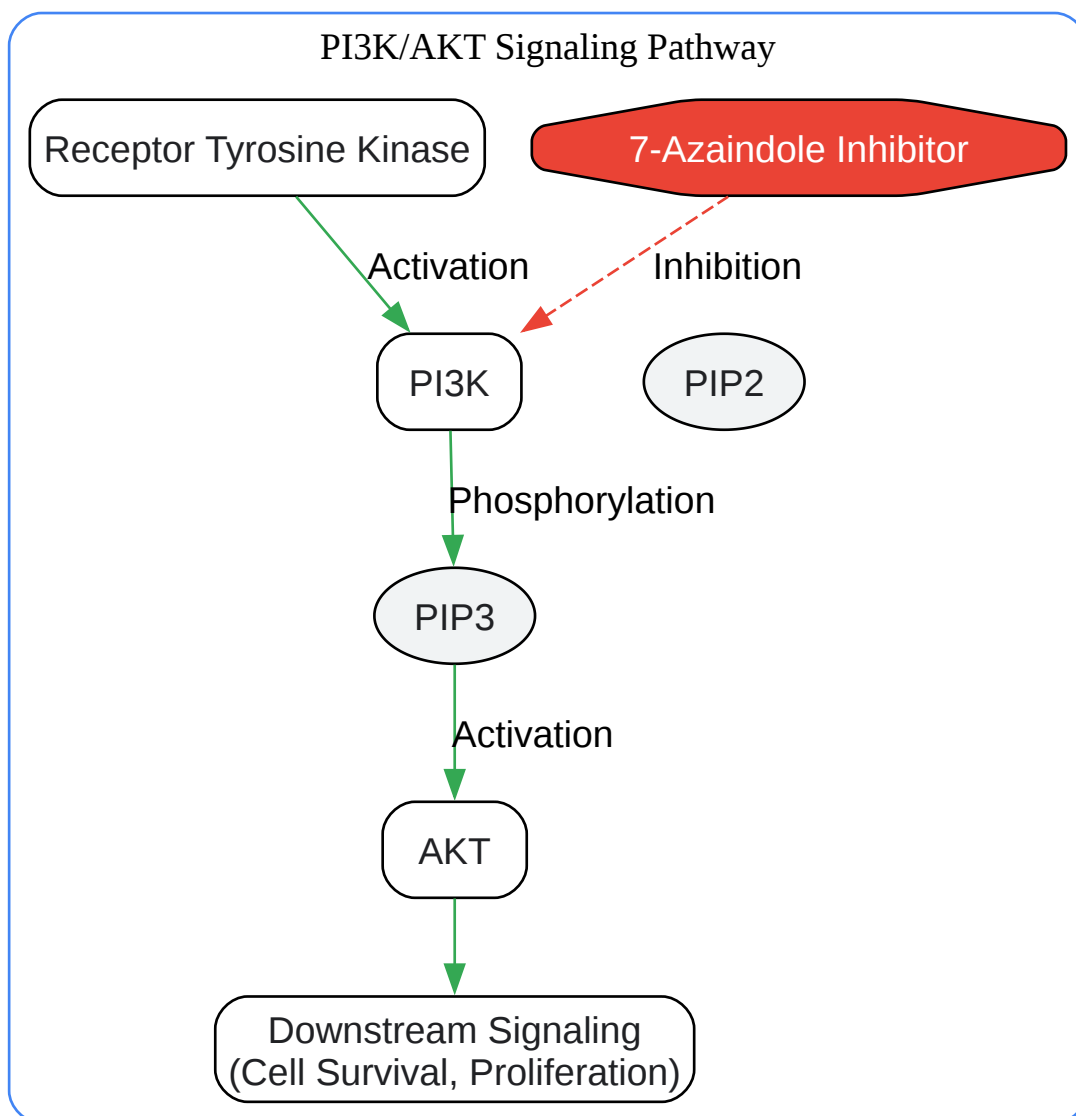 PI3K/AKT Signaling Pathway
Receptor Tyrosine Kinase
7-Azaindole Inhibitor
Activation
Inhibition
PI3K
PIP2
Phosphorylation
PIP3
Activation
AKT
Downstream Signaling
(Cell Survival, Proliferation)